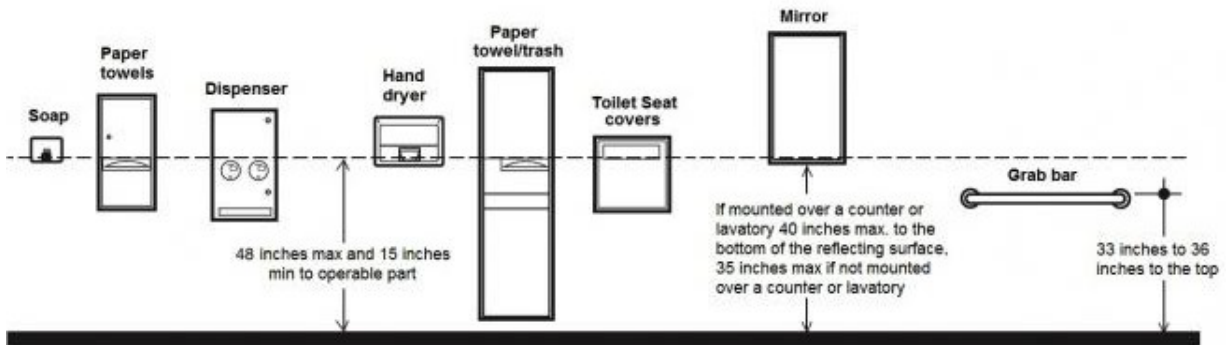 Soap
Paper
towels
Dispenser
Hand
dryer
Paper
towel/trash
Toilet Seat
covers
Mirror
Grab bar
48 inches max and 15 inches
min to operable part
If mounted over a counter or
lavatory 40 inches max. to the
bottom of the reflecting surface,
35 inches max if not mounted
over a counter or lavatory
33 inches to 36
inches to the top